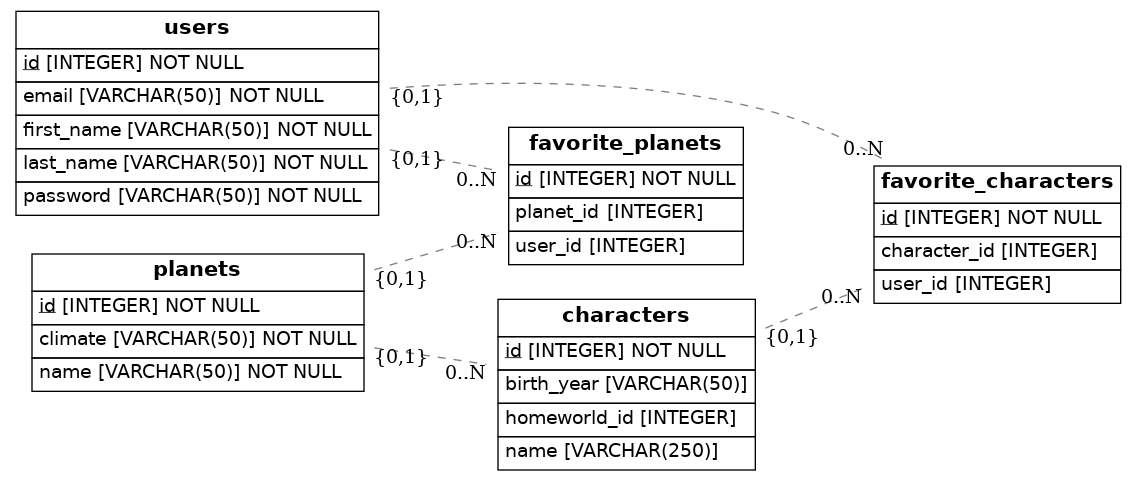 users
id [INTEGER] NOT NULL
email [VARCHAR(50)] NOT NULL
first_name [VARCHAR(50)] NOT NULL
last_name [VARCHAR(50)] NOT NULL
password [VARCHAR(50)] NOT NULL
{0,1}
0..N
{0,1}
0..N
favorite_planets
id [INTEGER] NOT NULL
planet_id [INTEGER]
user_id [INTEGER]
favorite_characters
id [INTEGER] NOT NULL
character_id [INTEGER]
user_id [INTEGER]
planets
id [INTEGER] NOT NULL
climate [VARCHAR(50)] NOT NULL
name [VARCHAR(50)] NOT NULL
0..N
{0,1}
{0,1}
0..N
characters
id [INTEGER] NOT NULL
birth_year [VARCHAR(50)]
homeworld_id [INTEGER]
name [VARCHAR(250)]
0..N
{0,1}